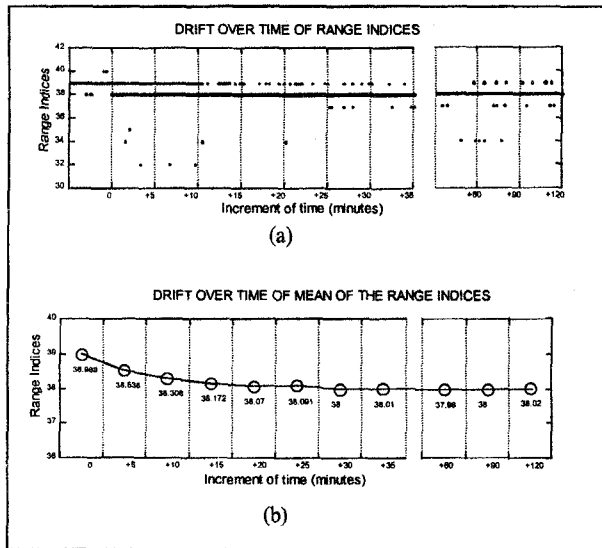 DRIFT OVER TIME OF RANGE INDICES
42
40
38
36
34
32
30
Range Indices
0 +5 +10 +15 +20 +25 +30 +35 +60 +90 +120
Increment of time (minutes)
(a)
DRIFT OVER TIME OF MEAN OF THE RANGE INDICES
40
39
38
37
36
Range Indices
38.989 38.536 38.308 38.172 38.07 38.091 38 38.01 37.98 38 38.02
0 +5 +10 +15 +20 +25 +30 +35 +60 +90 +120
Increment of time (minutes)
(b)